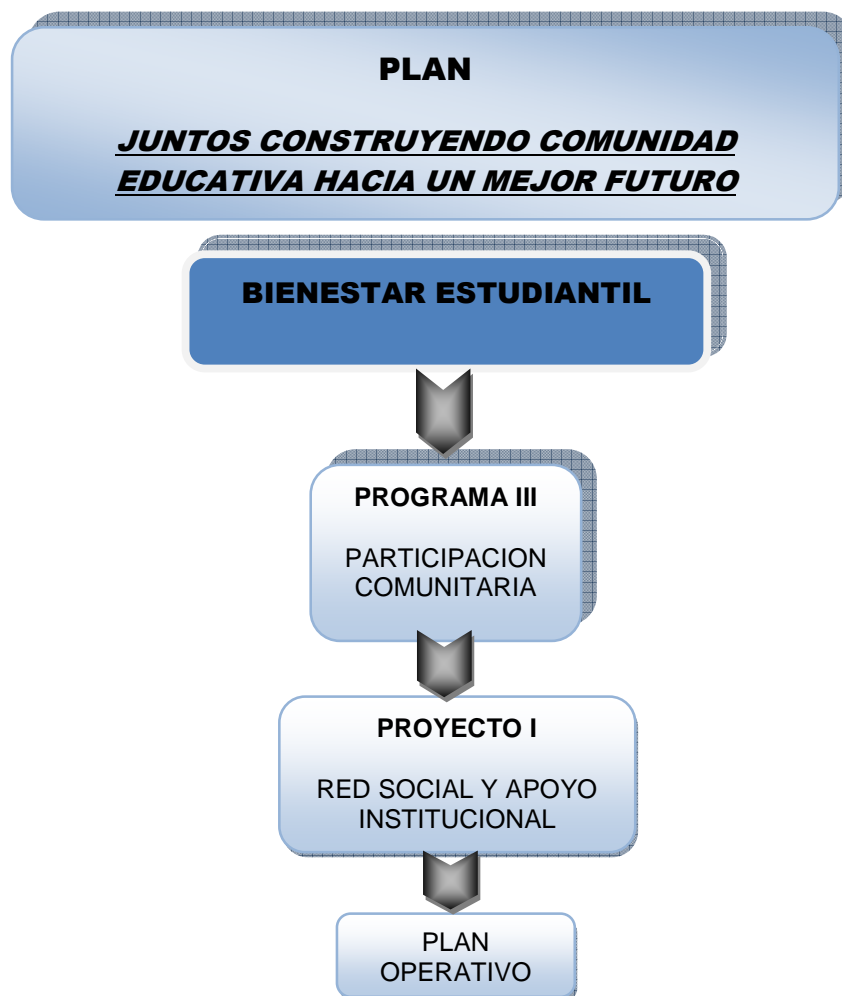 PLAN
JUNTOS CONSTRUYENDO COMUNIDAD
EDUCATIVA HACIA UN MEJOR FUTURO
BIENESTAR ESTUDIANTIL
PROGRAMA III
PARTICIPACION
COMUNITARIA
PROYECTO I
RED SOCIAL Y APOYO
INSTITUCIONAL
PLAN
OPERATIVO